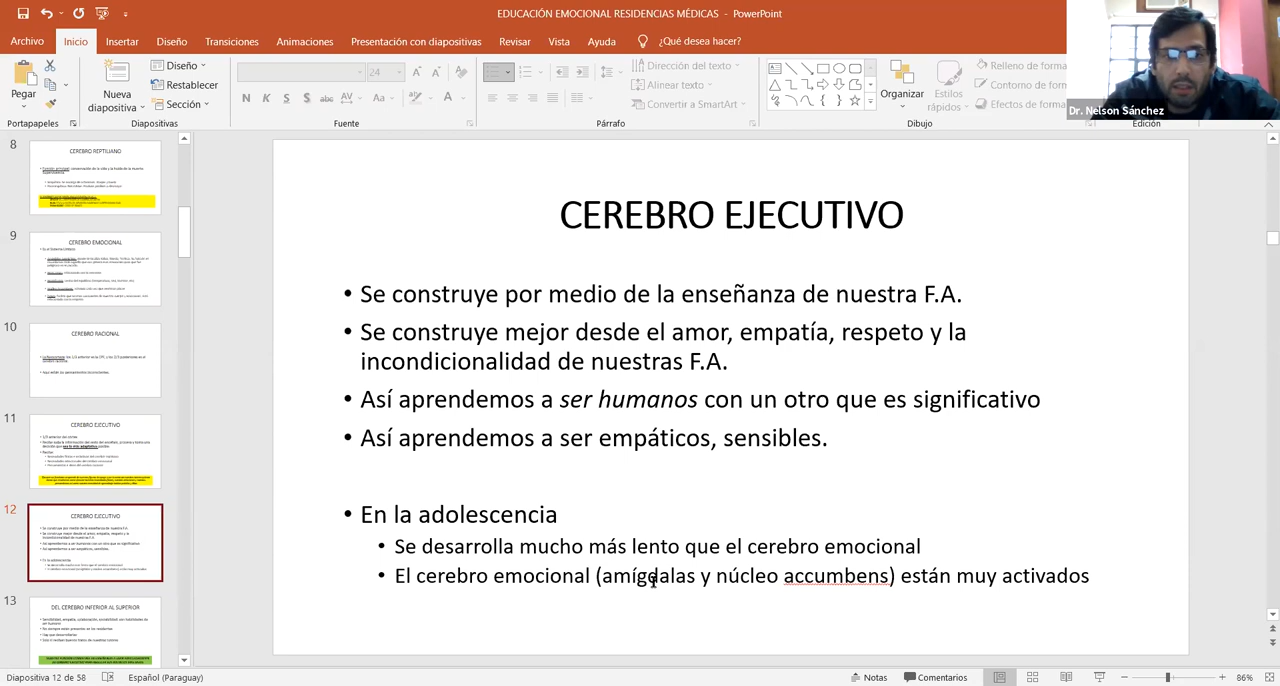 EDUCACIÓN EMOCIONAL RESIDENCIAS MÉDICAS - PowerPoint
Archivo Inicio Insertar Diseño Transiciones Animaciones Presentación con diapositivas Revisar Vista Ayuda ¿Qué desea hacer?
Pegar
Nueva diapositiva
Diseño
Restablecer
Sección
24
N K S S abc AV Aa A
Dirección del texto
Alinear texto
Convertir a SmartArt
Organizar
Estilos rápidos
Relleno de forma
Contorno de form
Efectos de forma
Portapapeles Diapositivas Fuente Párrafo Dibujo Edición
Dr. Nelson Sánchez
8
CEREBRO REPTILIANO
9
CEREBRO EMOCIONAL
10
CEREBRO RACIONAL
11
CEREBRO EJECUTIVO
12
CEREBRO EJECUTIVO
13
DEL CEREBRO INFERIOR AL SUPERIOR
CEREBRO EJECUTIVO
• Se construye por medio de la enseñanza de nuestra F.A.
• Se construye mejor desde el amor, empatía, respeto y la
incondicionalidad de nuestras F.A.
• Así aprendemos a ser humanos con un otro que es significativo
• Así aprendemos a ser empáticos, sensibles.
• En la adolescencia
• Se desarrolla mucho más lento que el cerebro emocional
• El cerebro emocional (amígdalas y núcleo accumbens) están muy activados
Diapositiva 12 de 58 Español (Paraguay) Notas Comentarios 86%